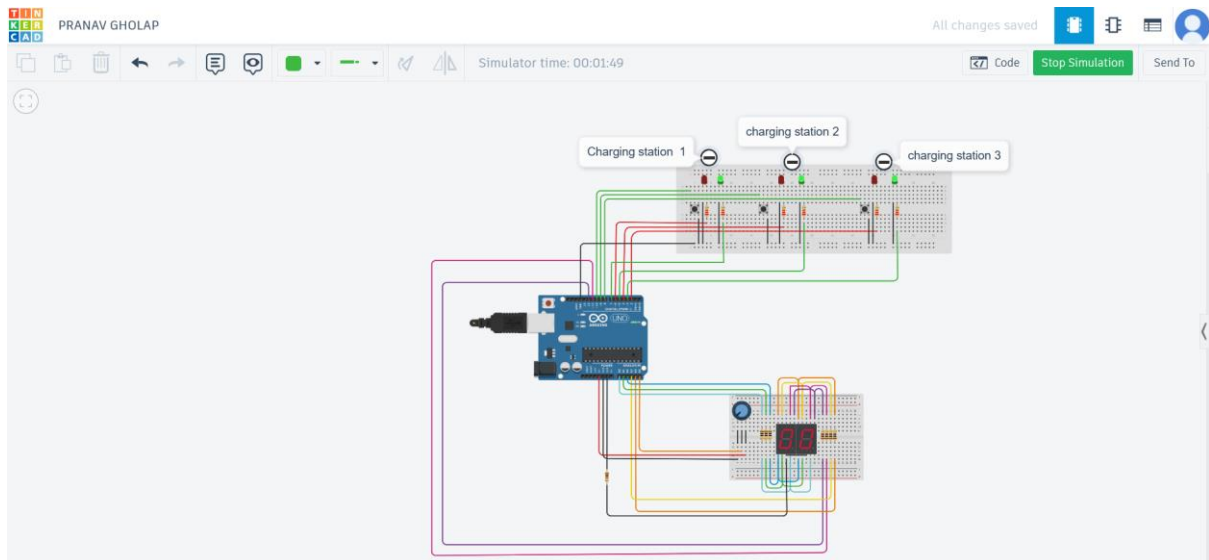 TIN
KER
CAD
PRANAV GHOLAP
All changes saved
Simulator time: 00:01:49
Code
Stop Simulation
Send To
charging station 2
Charging station 1
charging station 3
UNO